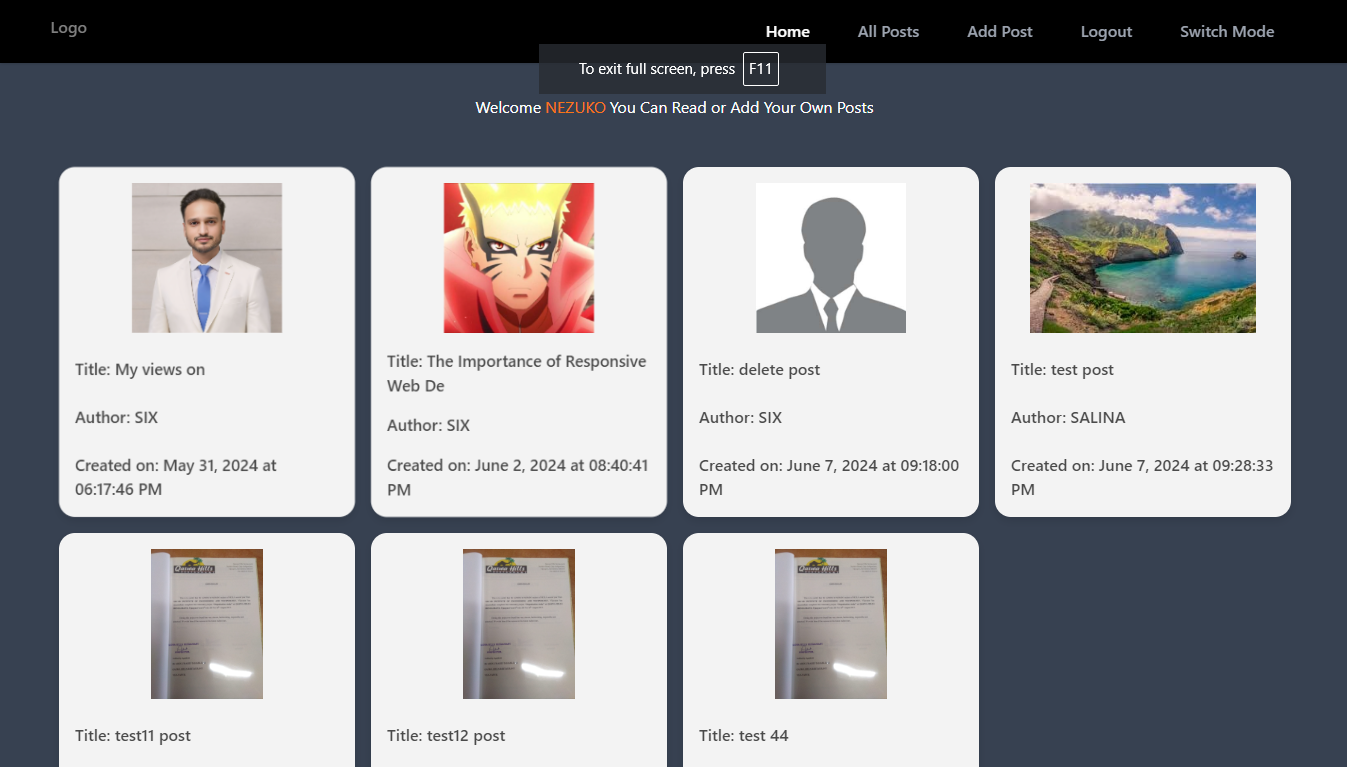 Logo
Home
All Posts
Add Post
Logout
Switch Mode
To exit full screen, press F11
Welcome NEZUKO You Can Read or Add Your Own Posts
Title: My views on
Author: SIX
Created on: May 31, 2024 at
06:17:46 PM
Title: The Importance of Responsive
Web De
Author: SIX
Created on: June 2, 2024 at 08:40:41
PM
Title: delete post
Author: SIX
Created on: June 7, 2024 at 09:18:00
PM
Title: test post
Author: SALINA
Created on: June 7, 2024 at 09:28:33
PM
Title: test11 post
Title: test12 post
Title: test 44